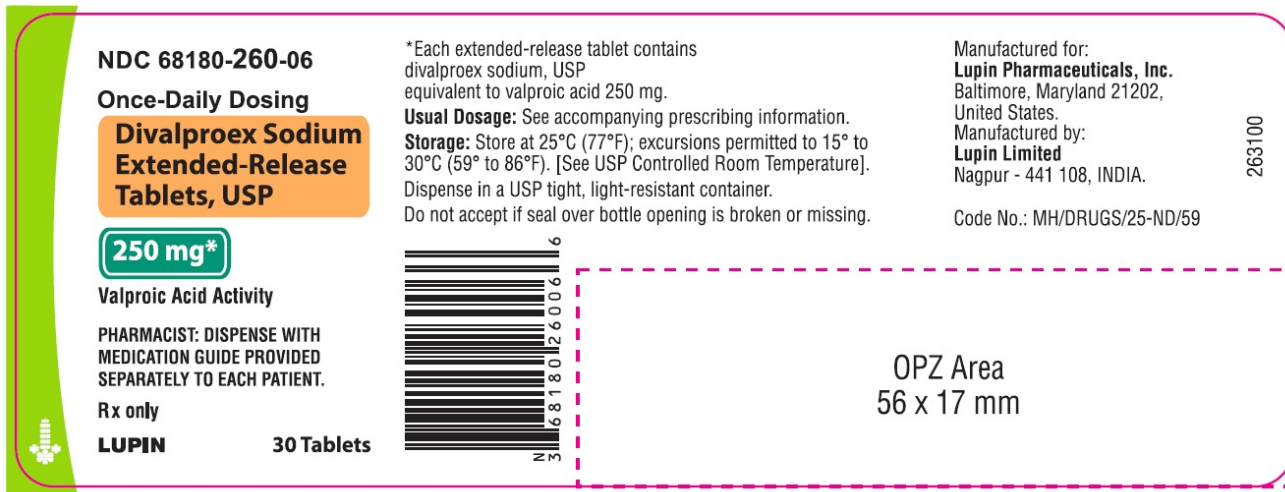 NDC 68180-260-06
Once-Daily Dosing
Divalproex Sodium
Extended-Release
Tablets, USP
250 mg*
Valproic Acid Activity
PHARMACIST: DISPENSE WITH
MEDICATION GUIDE PROVIDED
SEPARATELY TO EACH PATIENT.
Rx only
LUPIN 30 Tablets
*Each extended-release tablet contains
divalproex sodium, USP
equivalent to valproic acid 250 mg.
Usual Dosage: See accompanying prescribing information.
Storage: Store at 25°C (77°F); excursions permitted to 15° to
30°C (59° to 86°F). [See USP Controlled Room Temperature].
Dispense in a USP tight, light-resistant container.
Do not accept if seal over bottle opening is broken or missing.
N
3 68180 26006 6
Manufactured for:
Lupin Pharmaceuticals, Inc.
Baltimore, Maryland 21202,
United States.
Manufactured by:
Lupin Limited
Nagpur - 441 108, INDIA.
Code No.: MH/DRUGS/25-ND/59
263100
OPZ Area
56 x 17 mm